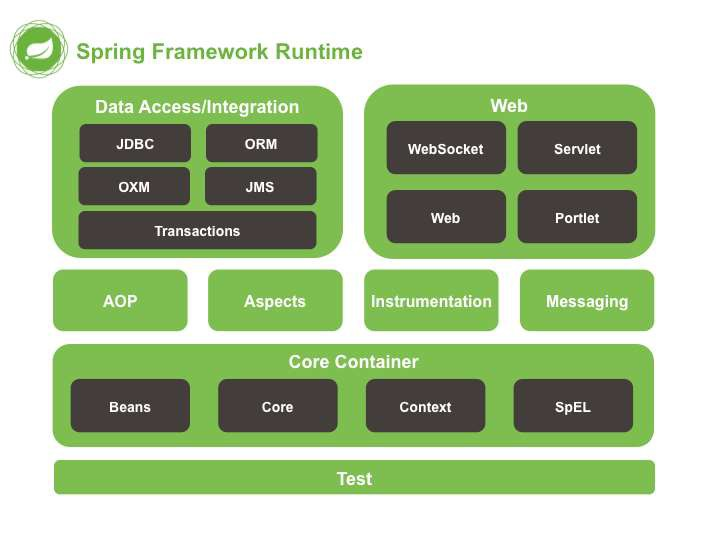 Spring Framework Runtime
Data Access/Integration
JDBC
ORM
OXM
JMS
Transactions
Web
WebSocket
Servlet
Web
Portlet
AOP
Aspects
Instrumentation
Messaging
Core Container
Beans
Core
Context
SpEL
Test